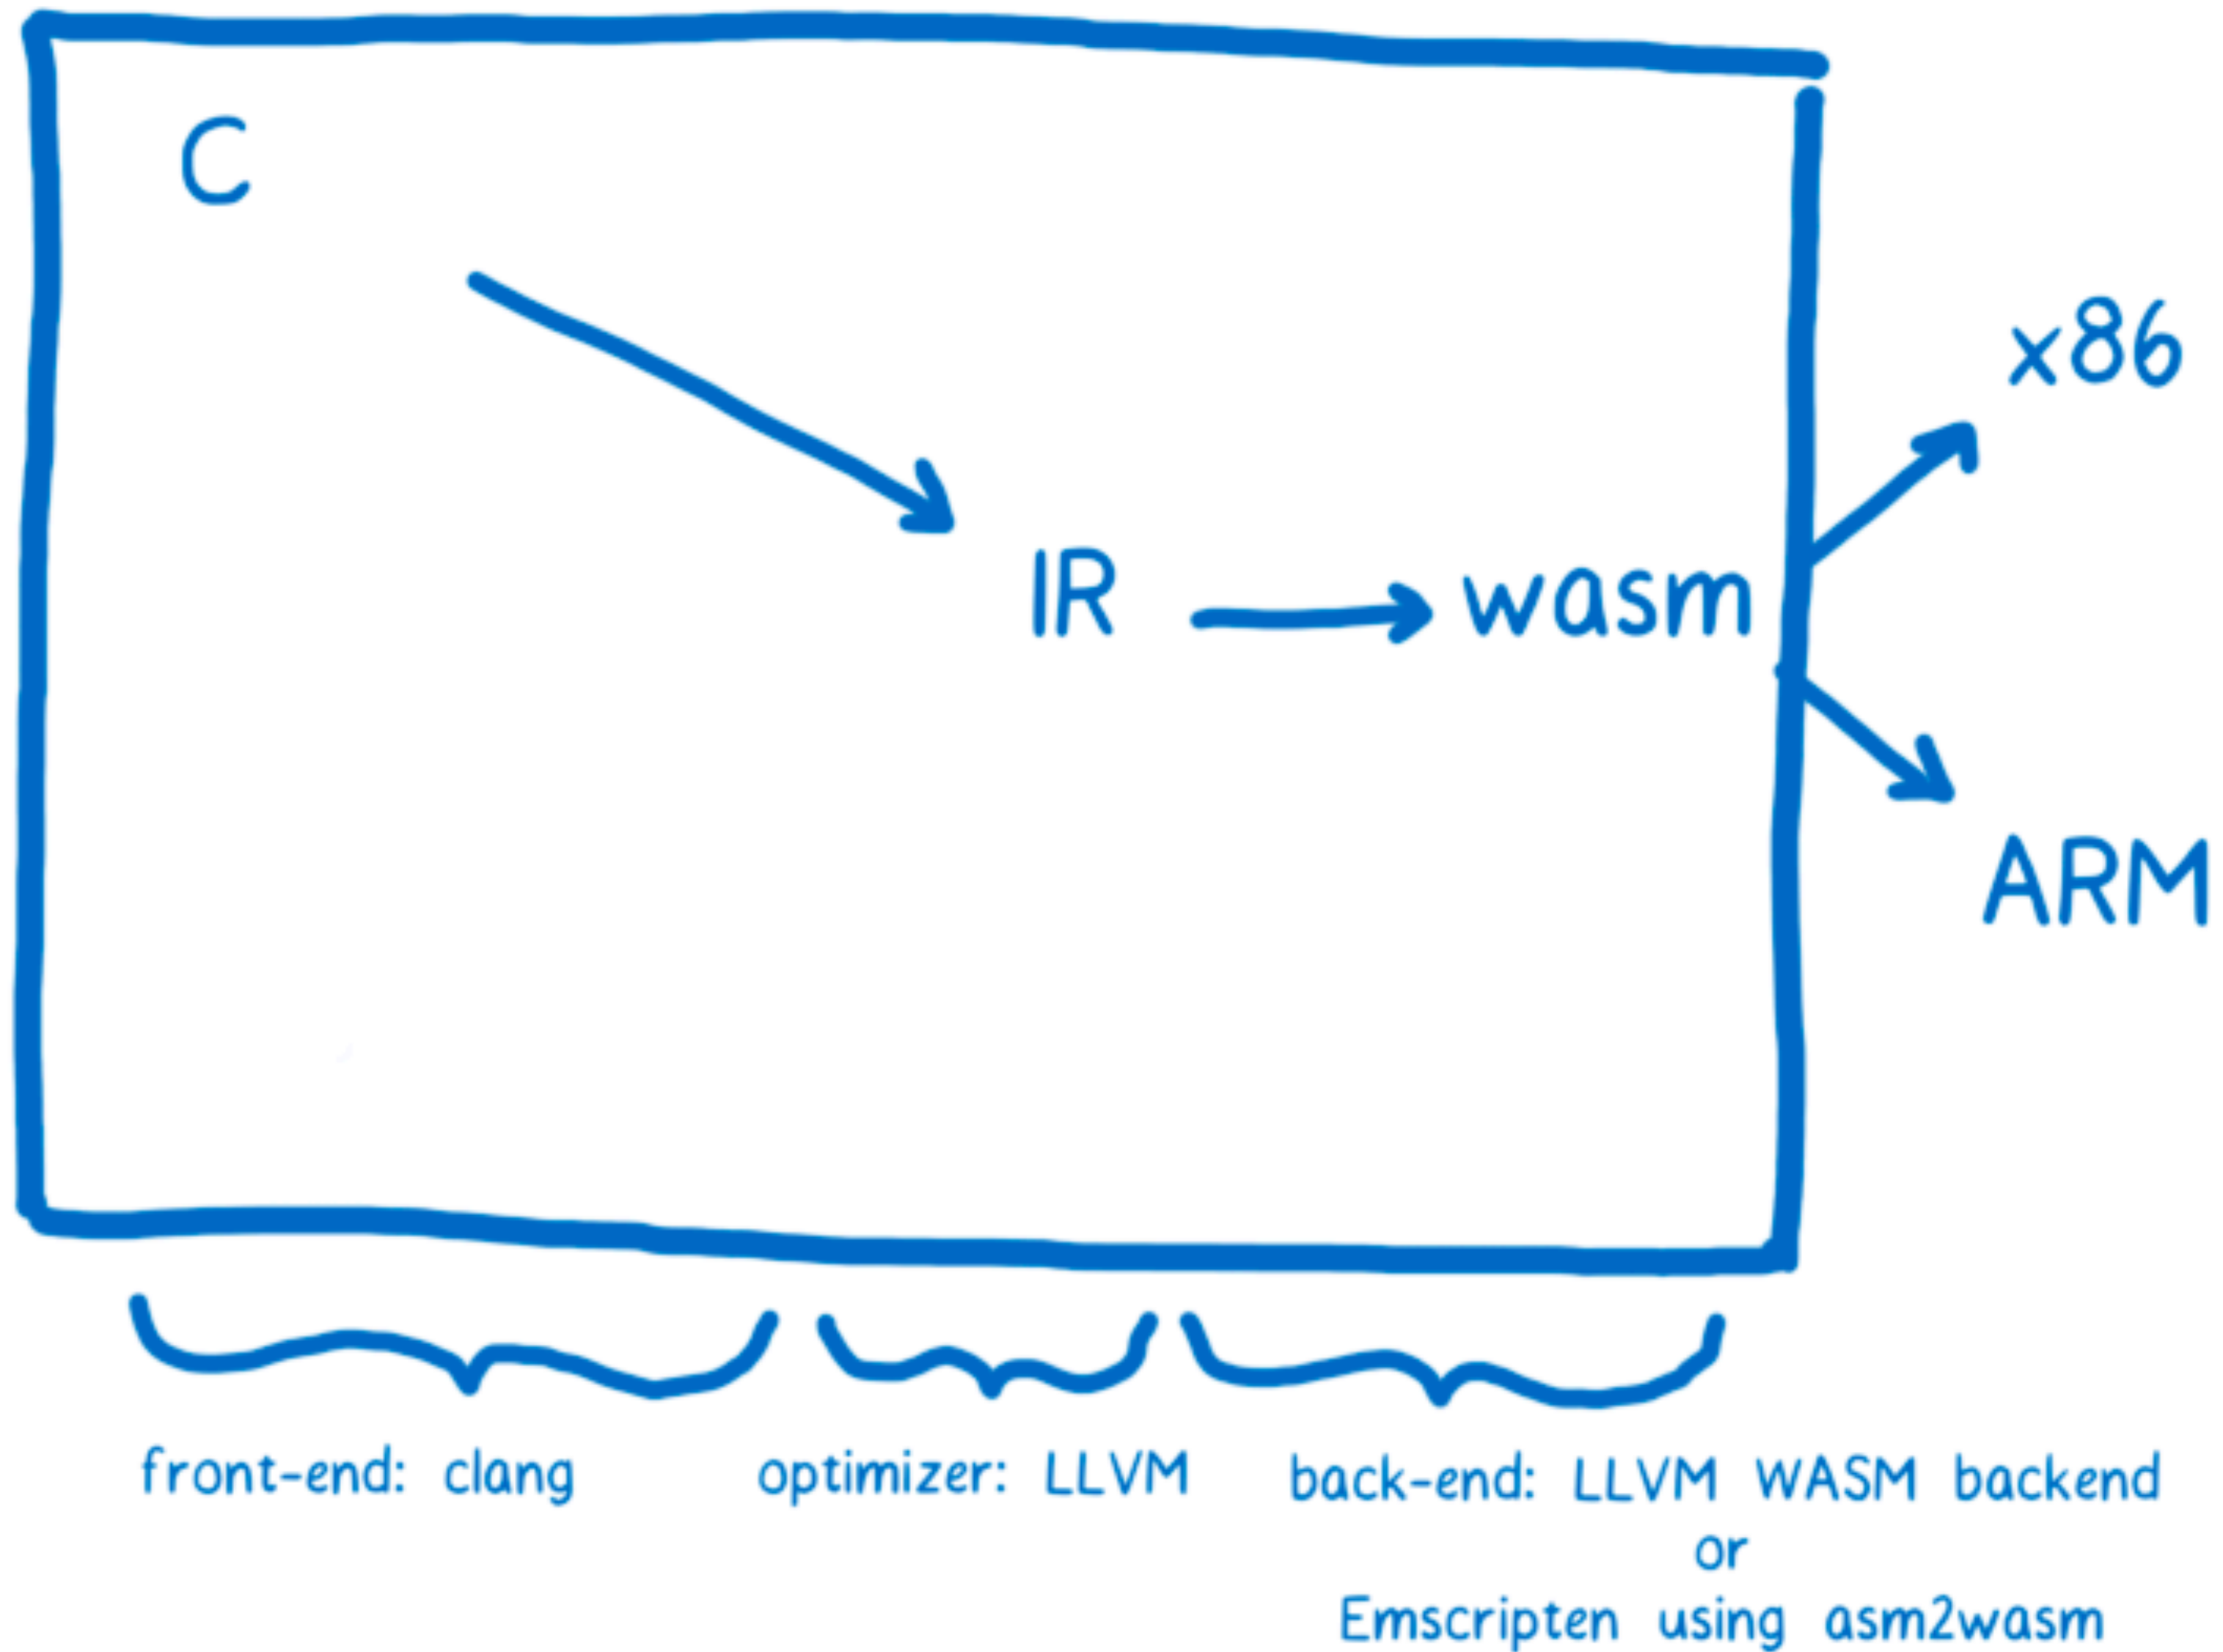 C
x86
IR
wasm
ARM
front-end: clang
optimizer: LLVM
back-end: LLVM WASM backend
or
Emscripten using asm2wasm